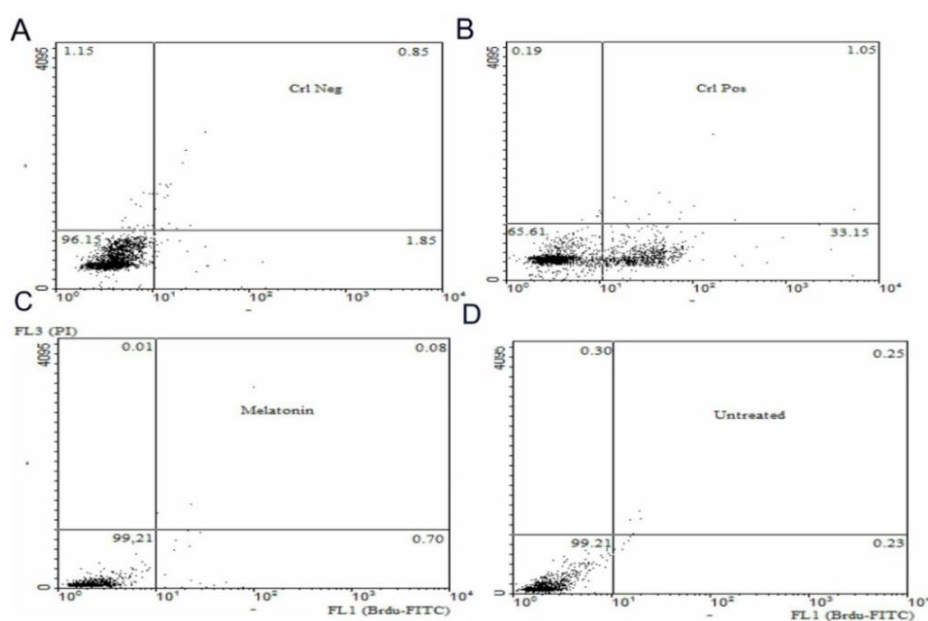 A
1.15 0.85
4095
Crl Neg
96.15 1.85
0
10⁰ 10¹ 10² 10³ 10⁴
B
0.19 1.05
4095
Crl Pos
65.61 33.15
0
10⁰ 10¹ 10² 10³ 10⁴
C
FL3 (PI)
0.01 0.08
4095
Melatonin
99,21 0.70
0
10⁰ 10¹ 10² 10³ 10⁴
FL1 (Brdu-FITC)
D
0.30 0.25
4095
Untreated
99.21 0.23
0
10⁰ 10¹ 10² 10³ 10⁴
FL1 (Brdu-FITC)